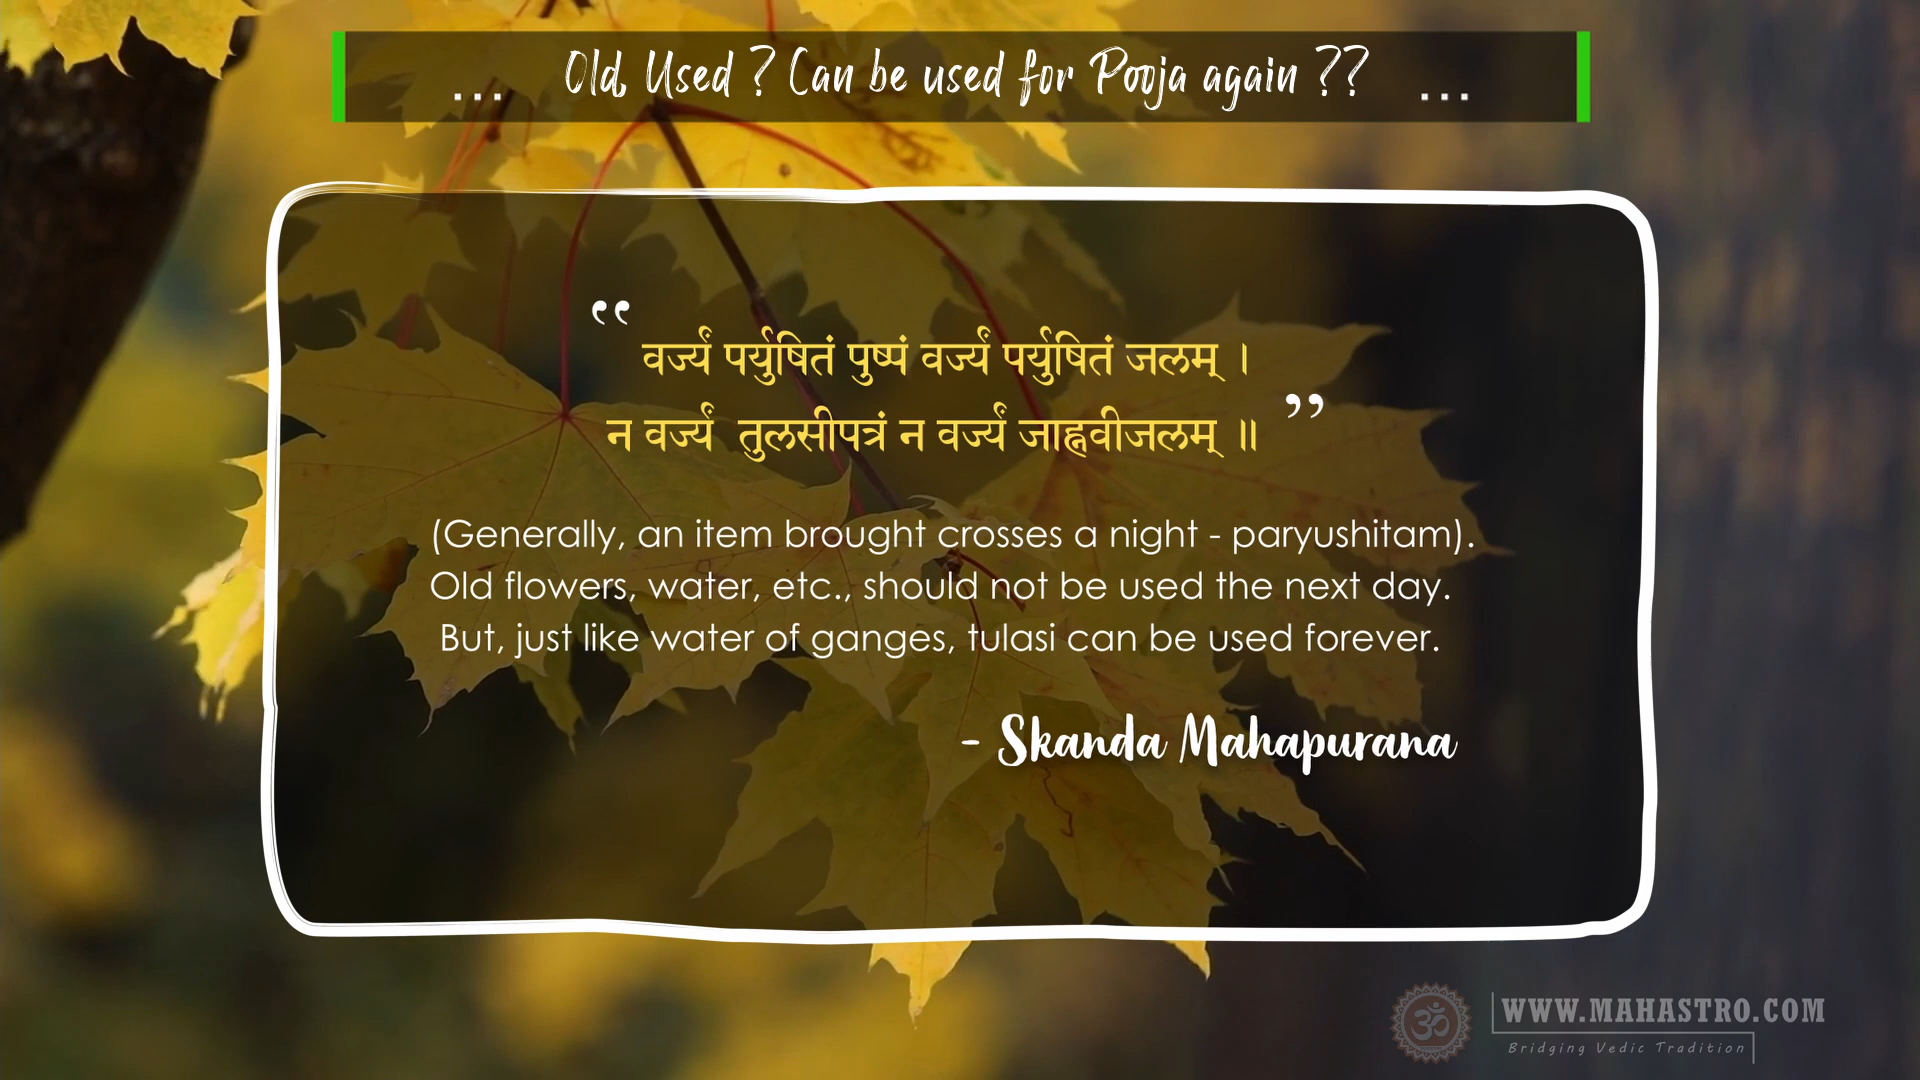 ... Old, Used ? Can be used for Pooja again ?? ...
“ वर्ज्यं पर्युषितं पुष्पं वर्ज्यं पर्युषितं जलम् ।
न वर्ज्यं तुलसीपत्रं न वर्ज्यं जाह्नवीजलम् ॥ ”
(Generally, an item brought crosses a night - paryushitam).
Old flowers, water, etc., should not be used the next day.
But, just like water of ganges, tulasi can be used forever.
- Skanda Mahapurana
ॐ
WWW.MAHASTRO.COM
Bridging Vedic Tradition